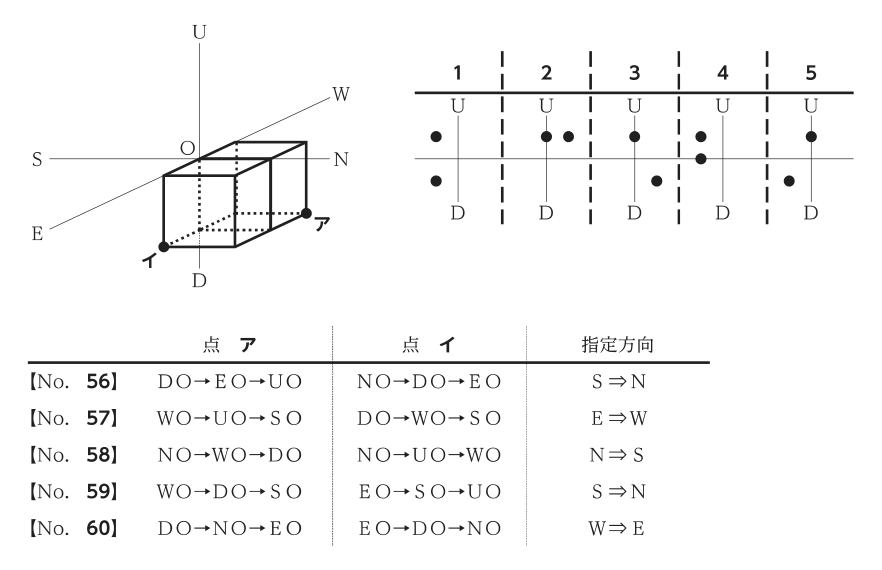 U
W
O
S
N
E
ア
イ
D
1 2 3 4 5
U U U U U
D D D D D
点 ア 点 イ 指定方向
【No. 56】 DO→EO→UO NO→DO→EO S⇒N
【No. 57】 WO→UO→SO DO→WO→SO E⇒W
【No. 58】 NO→WO→DO NO→UO→WO N⇒S
【No. 59】 WO→DO→SO EO→SO→UO S⇒N
【No. 60】 DO→NO→EO EO→DO→NO W⇒E